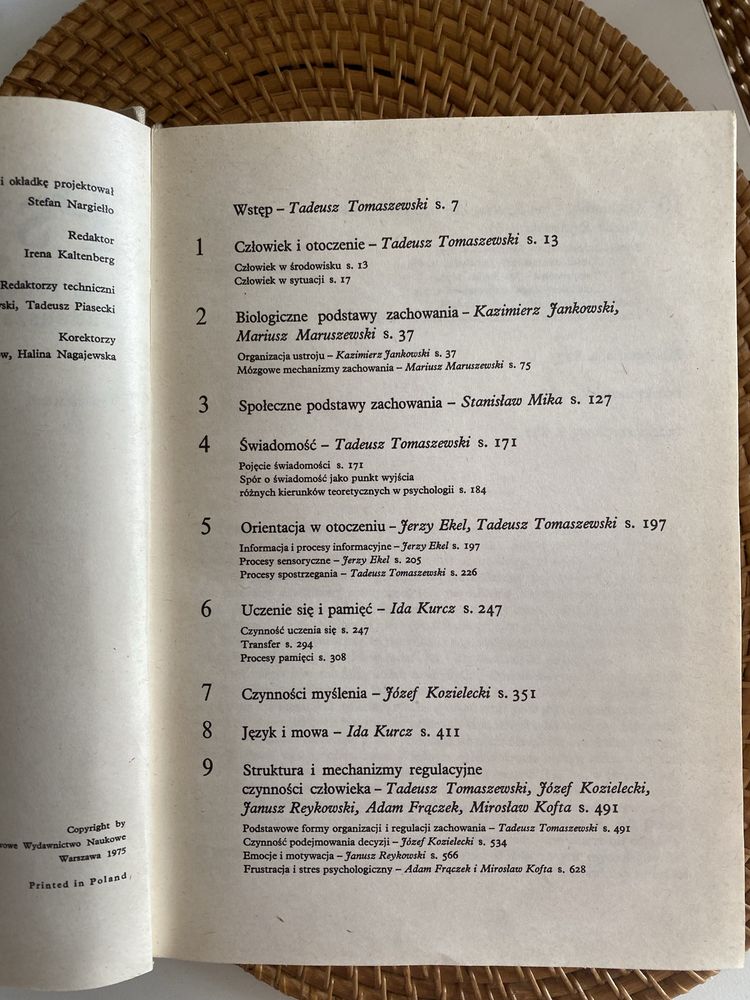 i okładkę projektował
Stefan Nargiełło
Redaktor
Irena Kaltenberg
Redaktorzy techniczni
Tadeusz Piasecki
Korektorzy
Halina Nagajewska
Copyright by
Wydawnictwo Naukowe
Warszawa 1975
Printed in Poland
Wstęp – Tadeusz Tomaszewski s. 7
1 Człowiek i otoczenie – Tadeusz Tomaszewski s. 13
Człowiek w środowisku s. 13
Człowiek w sytuacji s. 17
2 Biologiczne podstawy zachowania – Kazimierz Jankowski,
Mariusz Maruszewski s. 37
Organizacja ustroju – Kazimierz Jankowski s. 37
Mózgowe mechanizmy zachowania – Mariusz Maruszewski s. 75
3 Społeczne podstawy zachowania – Stanisław Mika s. 127
4 Świadomość – Tadeusz Tomaszewski s. 171
Pojęcie świadomości s. 171
Spór o świadomość jako punkt wyjścia
różnych kierunków teoretycznych w psychologii s. 184
5 Orientacja w otoczeniu – Jerzy Ekel, Tadeusz Tomaszewski s. 197
Informacja i procesy informacyjne – Jerzy Ekel s. 197
Procesy sensoryczne – Jerzy Ekel s. 205
Procesy spostrzegania – Tadeusz Tomaszewski s. 226
6 Uczenie się i pamięć – Ida Kurcz s. 247
Czynność uczenia się s. 247
Transfer s. 294
Procesy pamięci s. 308
7 Czynności myślenia – Józef Kozielecki s. 351
8 Język i mowa – Ida Kurcz s. 411
9 Struktura i mechanizmy regulacyjne
czynności człowieka – Tadeusz Tomaszewski, Józef Kozielecki,
Janusz Reykowski, Adam Frączek, Mirosław Kofta s. 491
Podstawowe formy organizacji i regulacji zachowania – Tadeusz Tomaszewski s. 491
Czynność podejmowania decyzji – Józef Kozielecki s. 534
Emocje i motywacja – Janusz Reykowski s. 566
Frustracja i stres psychologiczny – Adam Frączek i Mirosław Kofta s. 628